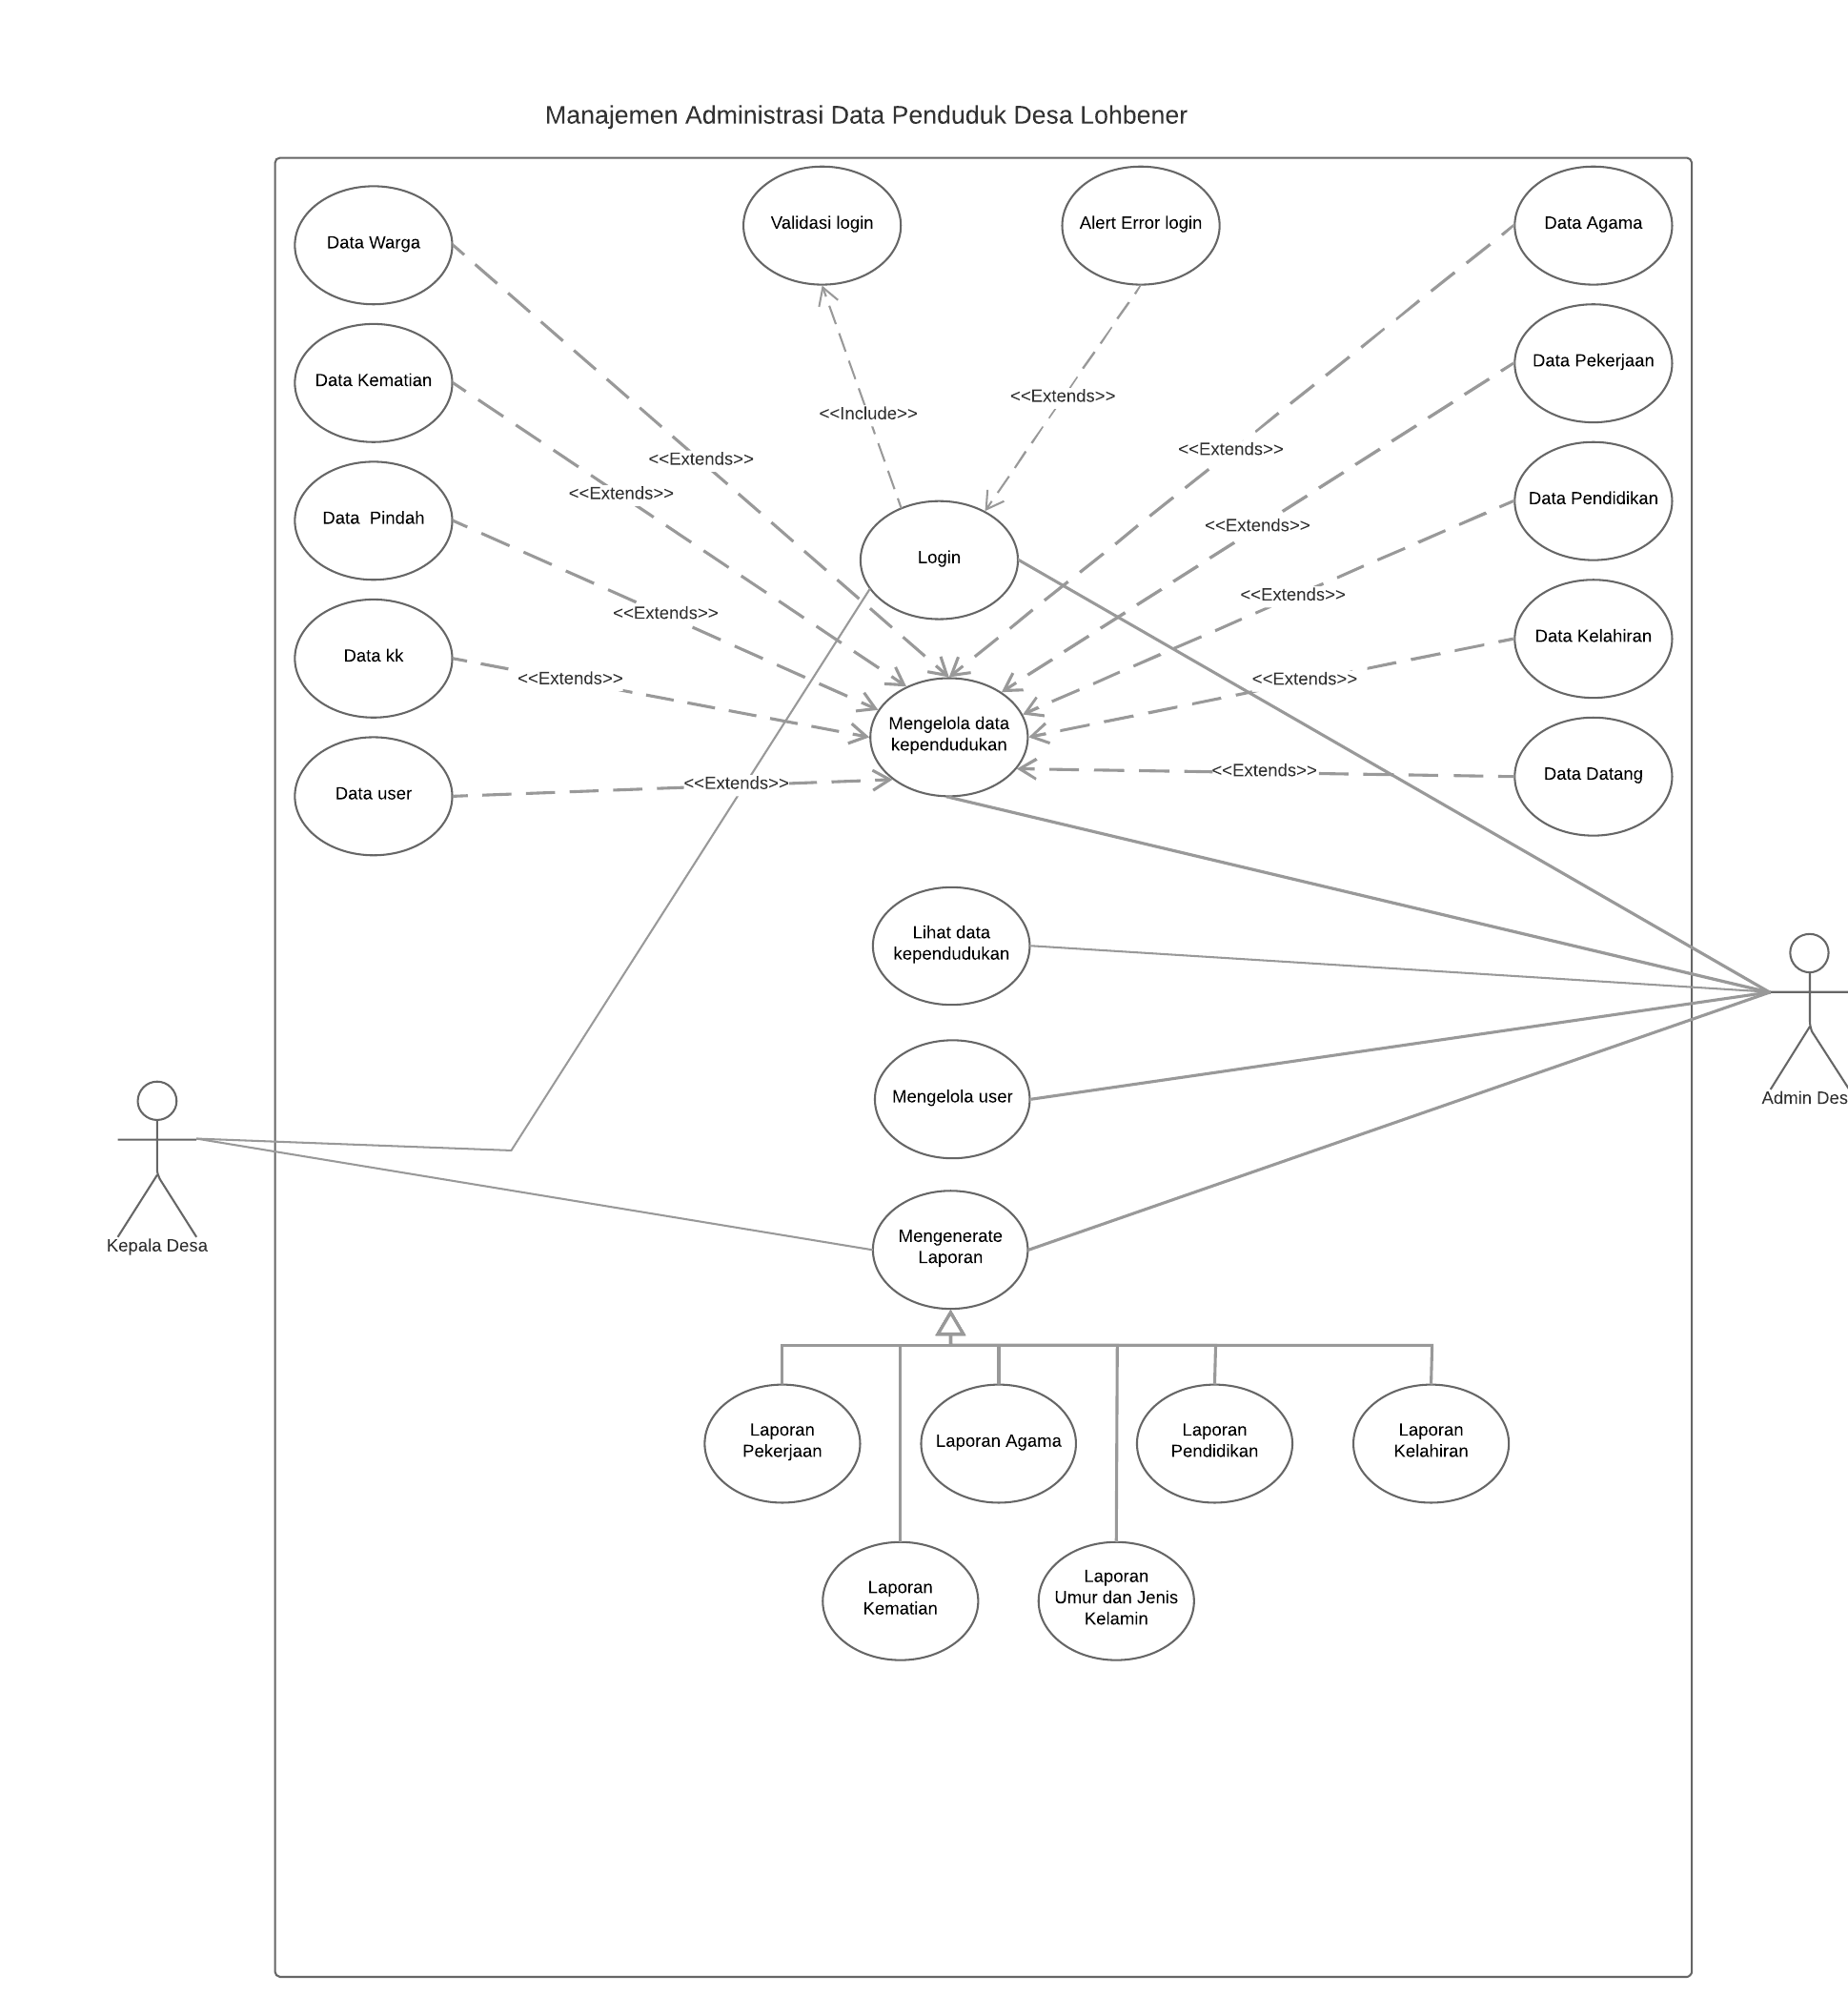 Manajemen Administrasi Data Penduduk Desa Lohbener
Data Warga
Validasi login
Alert Error login
Data Agama
Data Kematian
Data Pekerjaan
<<Include>>
<<Extends>>
<<Extends>>
<<Extends>>
<<Extends>>
Data  Pindah
Data Pendidikan
<<Extends>>
Login
<<Extends>>
<<Extends>>
Data kk
Data Kelahiran
<<Extends>>
<<Extends>>
Mengelola data
kependudukan
Data user
<<Extends>>
<<Extends>>
Data Datang
Lihat data
kependudukan
Mengelola user
Admin Des
Kepala Desa
Mengenerate
Laporan
Laporan
Pekerjaan
Laporan Agama
Laporan
Pendidikan
Laporan
Kelahiran
Laporan
Kematian
Laporan
Umur dan Jenis
Kelamin